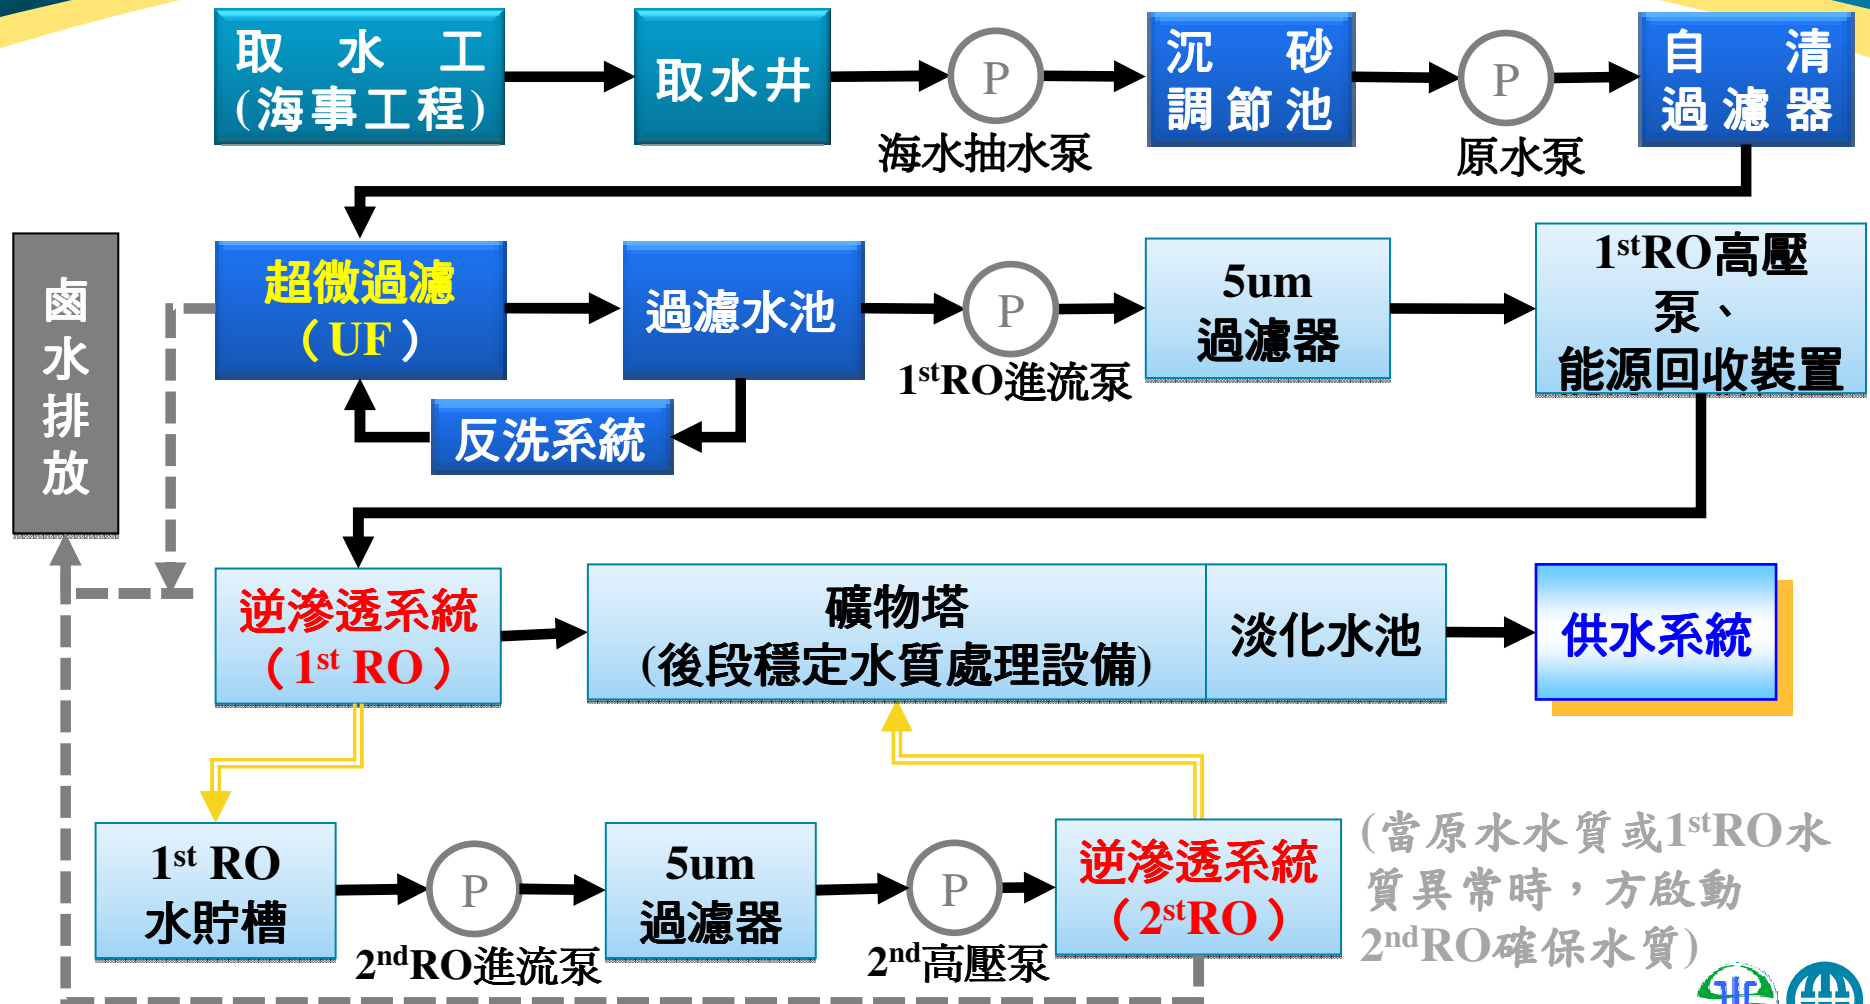 取水工
(海事工程)
取水井
P
海水抽水泵
沉砂
調節池
P
原水泵
自清
過濾器
鹵水排放
超微過濾
（UF）
過濾水池
反洗系統
P
1stRO進流泵
5um
過濾器
1stRO高壓
泵、
能源回收裝置
逆滲透系統
（1st RO）
礦物塔
(後段穩定水質處理設備)
淡化水池
供水系統
1st RO
水貯槽
P
2ndRO進流泵
5um
過濾器
P
2nd高壓泵
逆滲透系統
（2stRO）
(當原水水質或1stRO水
質異常時，方啟動
2ndRO確保水質)